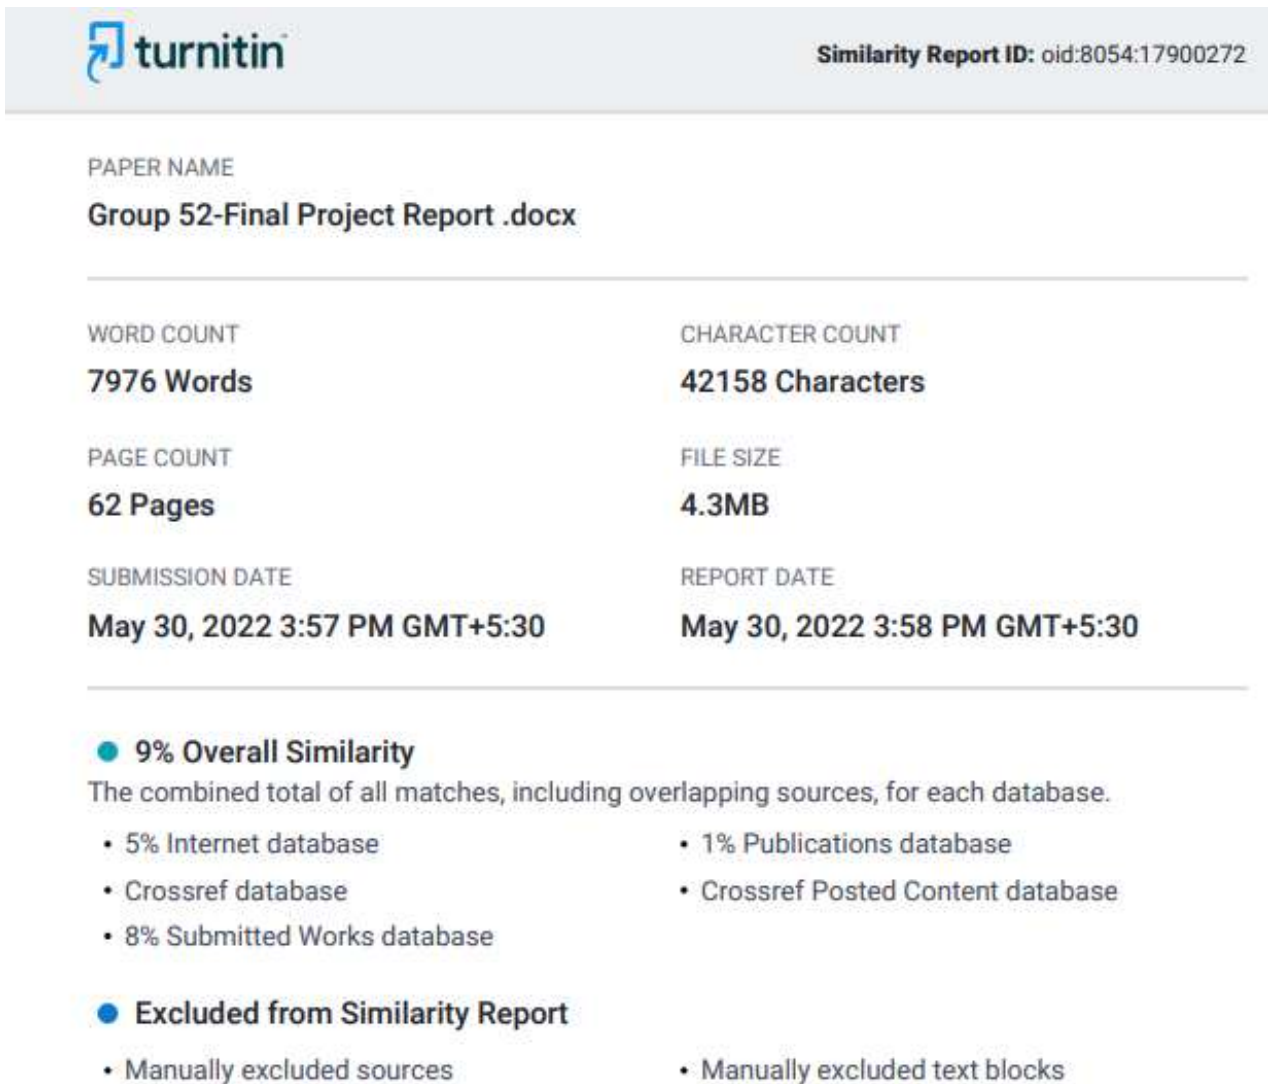 turnitin
Similarity Report ID: oid:8054:17900272
PAPER NAME
Group 52-Final Project Report .docx
WORD COUNT
CHARACTER COUNT
7976 Words
42158 Characters
PAGE COUNT
FILE SIZE
62 Pages
4.3MB
SUBMISSION DATE
REPORT DATE
May 30, 2022 3:57 PM GMT+5:30
May 30, 2022 3:58 PM GMT+5:30
● 9% Overall Similarity
The combined total of all matches, including overlapping sources, for each database.
• 5% Internet database
• 1% Publications database
• Crossref database
• Crossref Posted Content database
• 8% Submitted Works database
● Excluded from Similarity Report
• Manually excluded sources
• Manually excluded text blocks